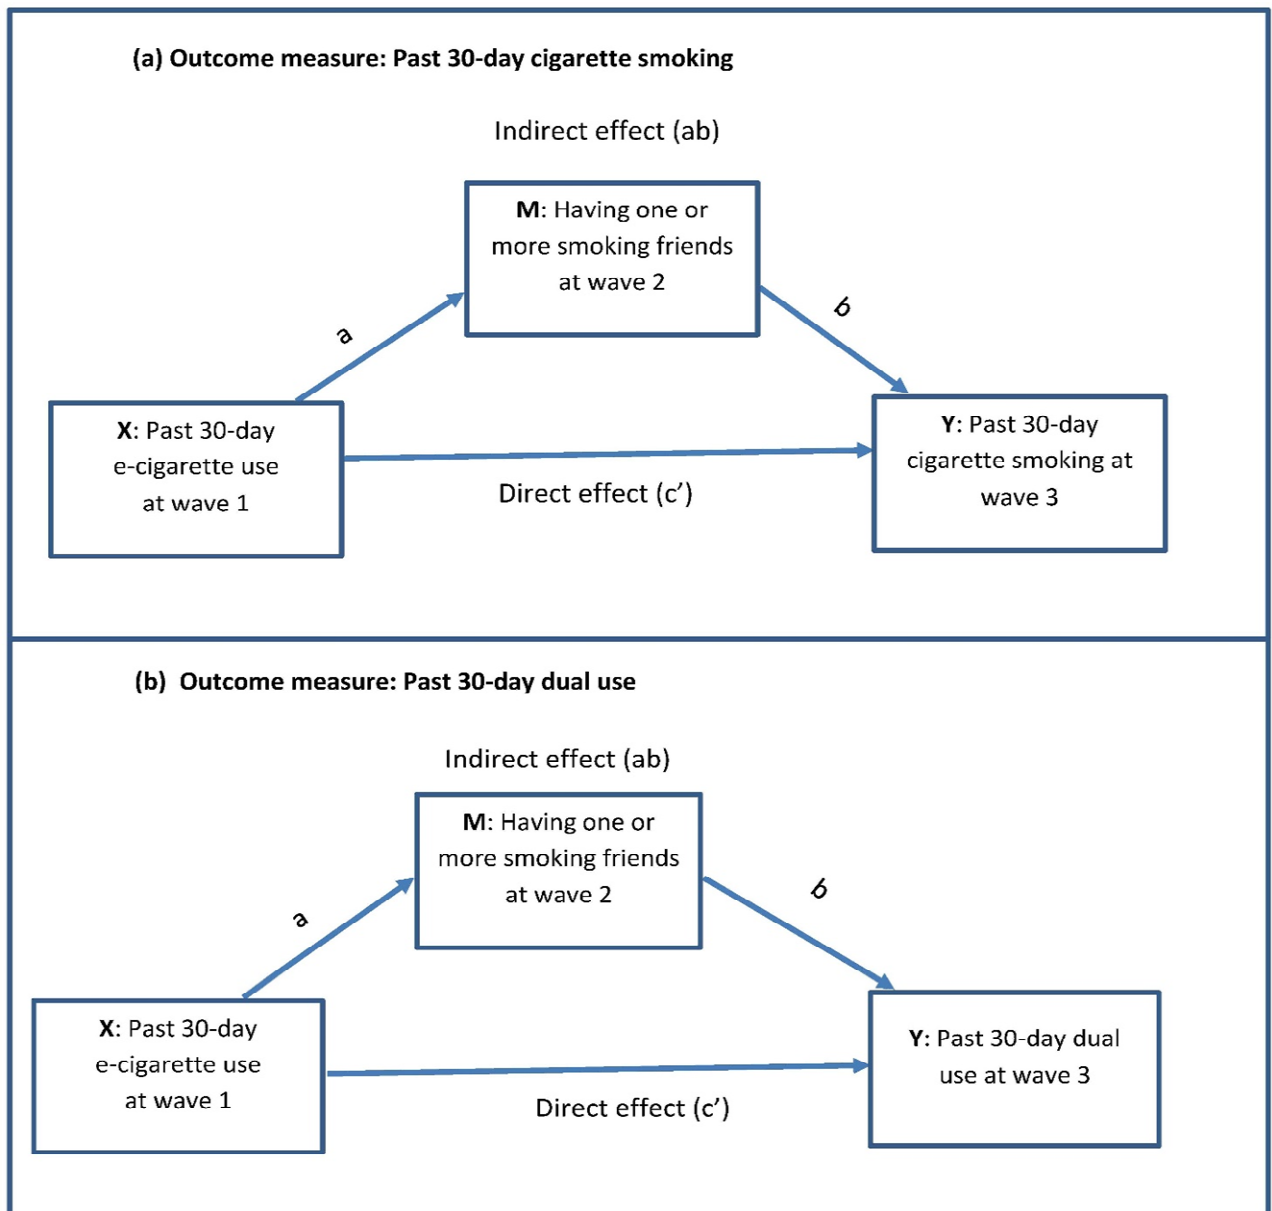 (a) Outcome measure: Past 30-day cigarette smoking
Indirect effect (ab)
M: Having one or
more smoking friends
at wave 2
a
b
X: Past 30-day
e-cigarette use
at wave 1
Y: Past 30-day
cigarette smoking at
wave 3
Direct effect (c’)
(b) Outcome measure: Past 30-day dual use
Indirect effect (ab)
M: Having one or
more smoking friends
at wave 2
a
b
X: Past 30-day
e-cigarette use
at wave 1
Y: Past 30-day dual
use at wave 3
Direct effect (c’)